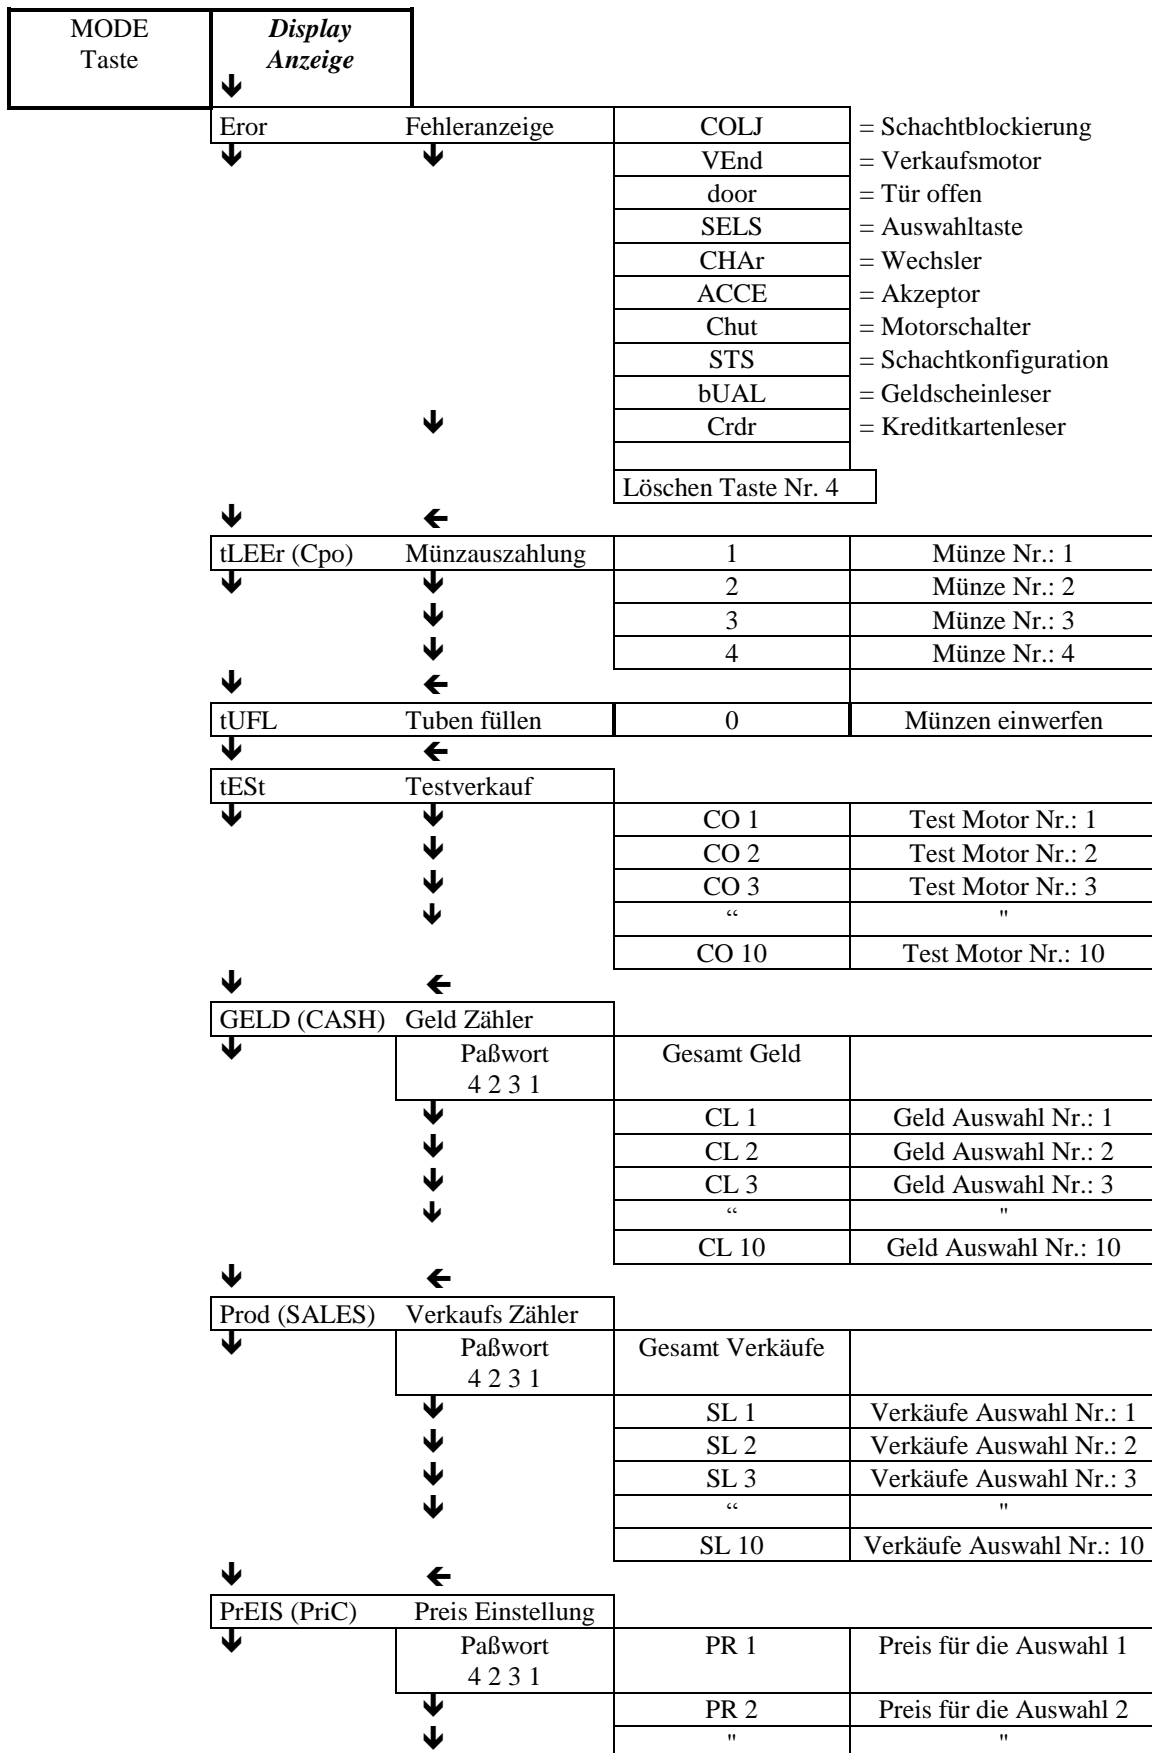 MODE Display
Taste Anzeige
Eror Fehleranzeige COLJ = Schachtblockierung
VEnd = Verkaufsmotor
door = Tür offen
SELS = Auswahltaste
CHAr = Wechsler
ACCE = Akzeptor
Chut = Motorschalter
STS = Schachtkonfiguration
bUAL = Geldscheinleser
Crdr = Kreditkartenleser
Löschen Taste Nr. 4
tLEEr (Cpo) Münzauszahlung 1 Münze Nr.: 1
2 Münze Nr.: 2
3 Münze Nr.: 3
4 Münze Nr.: 4
tUFL Tuben füllen 0 Münzen einwerfen
tESt Testverkauf
CO 1 Test Motor Nr.: 1
CO 2 Test Motor Nr.: 2
CO 3 Test Motor Nr.: 3
“ "
CO 10 Test Motor Nr.: 10
GELD (CASH) Geld Zähler
Paßwort Gesamt Geld
4 2 3 1
CL 1 Geld Auswahl Nr.: 1
CL 2 Geld Auswahl Nr.: 2
CL 3 Geld Auswahl Nr.: 3
“ "
CL 10 Geld Auswahl Nr.: 10
Prod (SALES) Verkaufs Zähler
Paßwort Gesamt Verkäufe
4 2 3 1
SL 1 Verkäufe Auswahl Nr.: 1
SL 2 Verkäufe Auswahl Nr.: 2
SL 3 Verkäufe Auswahl Nr.: 3
“ "
SL 10 Verkäufe Auswahl Nr.: 10
PrEIS (PriC) Preis Einstellung
Paßwort PR 1 Preis für die Auswahl 1
4 2 3 1
PR 2 Preis für die Auswahl 2
" "